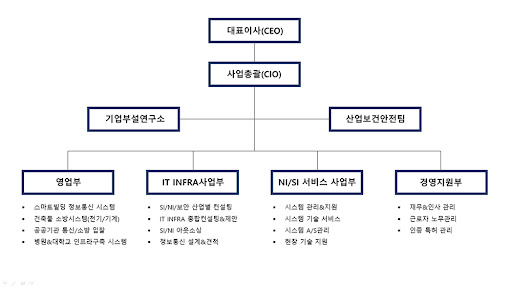 대표이사(CEO)
사업총괄(CIO)
기업부설연구소
산업보건안전팀
영업부
IT INFRA사업부
NI/SI 서비스 사업부
경영지원부
• 스마트빌딩 정보통신 시스템
• 건축물 소방시스템(전기/기계)
• 공공기관 통신/소방 입찰
• 병원&대학교 인프라구축 시스템
• SI/NI/보안 산업별 컨설팅
• IT INFRA 종합컨설팅&제안
• SI/NI 아웃소싱
• 정보통신 설계&견적
• 시스템 관리&지원
• 시스템 기술 서비스
• 시스템 A/S관리
• 현장 기술 지원
• 재무&인사 관리
• 근로자 노무관리
• 인증 특허 관리